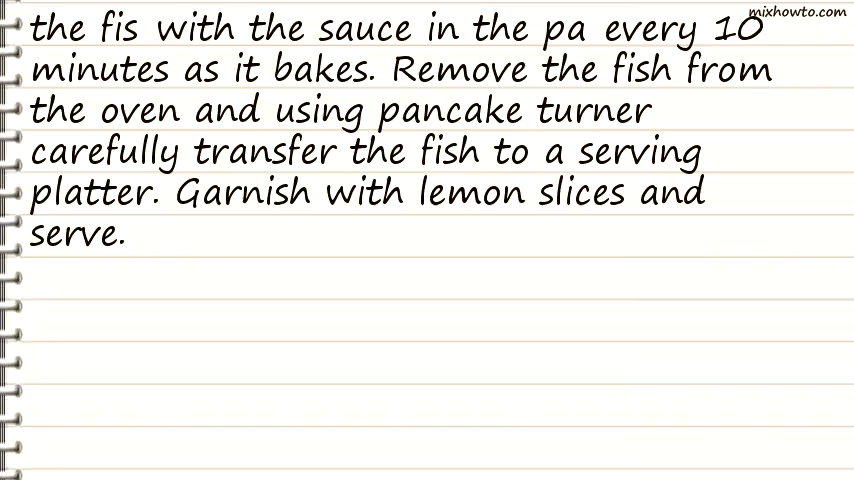 mixhowto.com
the fis with the sauce in the pa every 10
minutes as it bakes. Remove the fish from
the oven and using pancake turner
carefully transfer the fish to a serving
platter. Garnish with lemon slices and
serve.